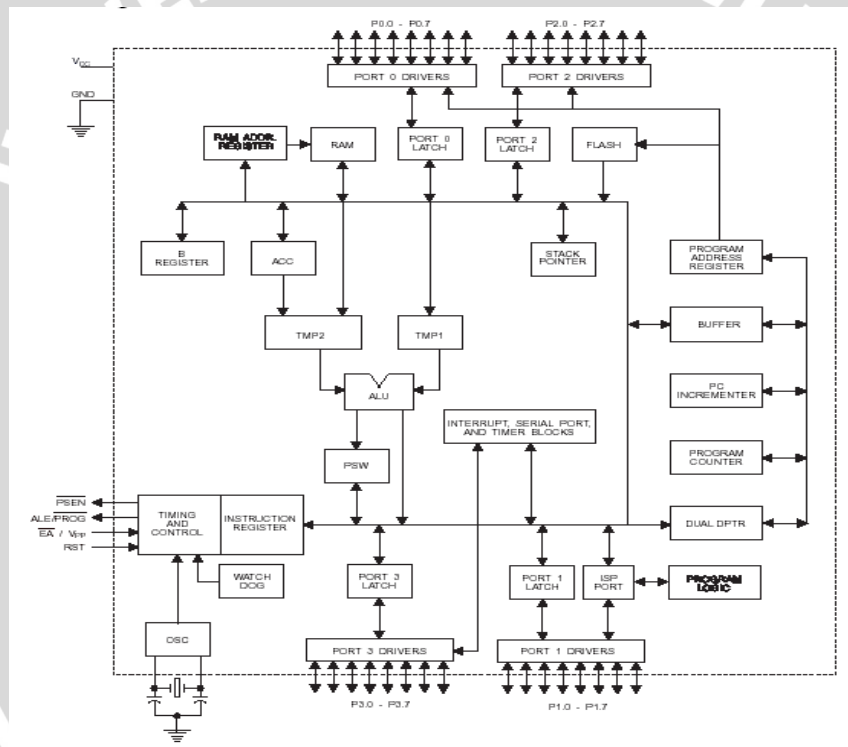 P0.0 - P0.7
P2.0 - P2.7
VCC
PORT 0 DRIVERS
PORT 2 DRIVERS
GND
RAM ADDR.
REGISTER
RAM
PORT 0
LATCH
PORT 2
LATCH
FLASH
B
REGISTER
ACC
STACK
POINTER
PROGRAM
ADDRESS
REGISTER
TMP2
TMP1
BUFFER
ALU
PC
INCREMENTER
INTERRUPT, SERIAL PORT,
AND TIMER BLOCKS
PSW
PROGRAM
COUNTER
PSEN
ALE/PROG
EA / VPP
RST
TIMING
AND
CONTROL
INSTRUCTION
REGISTER
DUAL DPTR
WATCH
DOG
PORT 3
LATCH
PORT 1
LATCH
ISP
PORT
PROGRAM
LOGIC
OSC
PORT 3 DRIVERS
PORT 1 DRIVERS
P3.0 - P3.7
P1.0 - P1.7